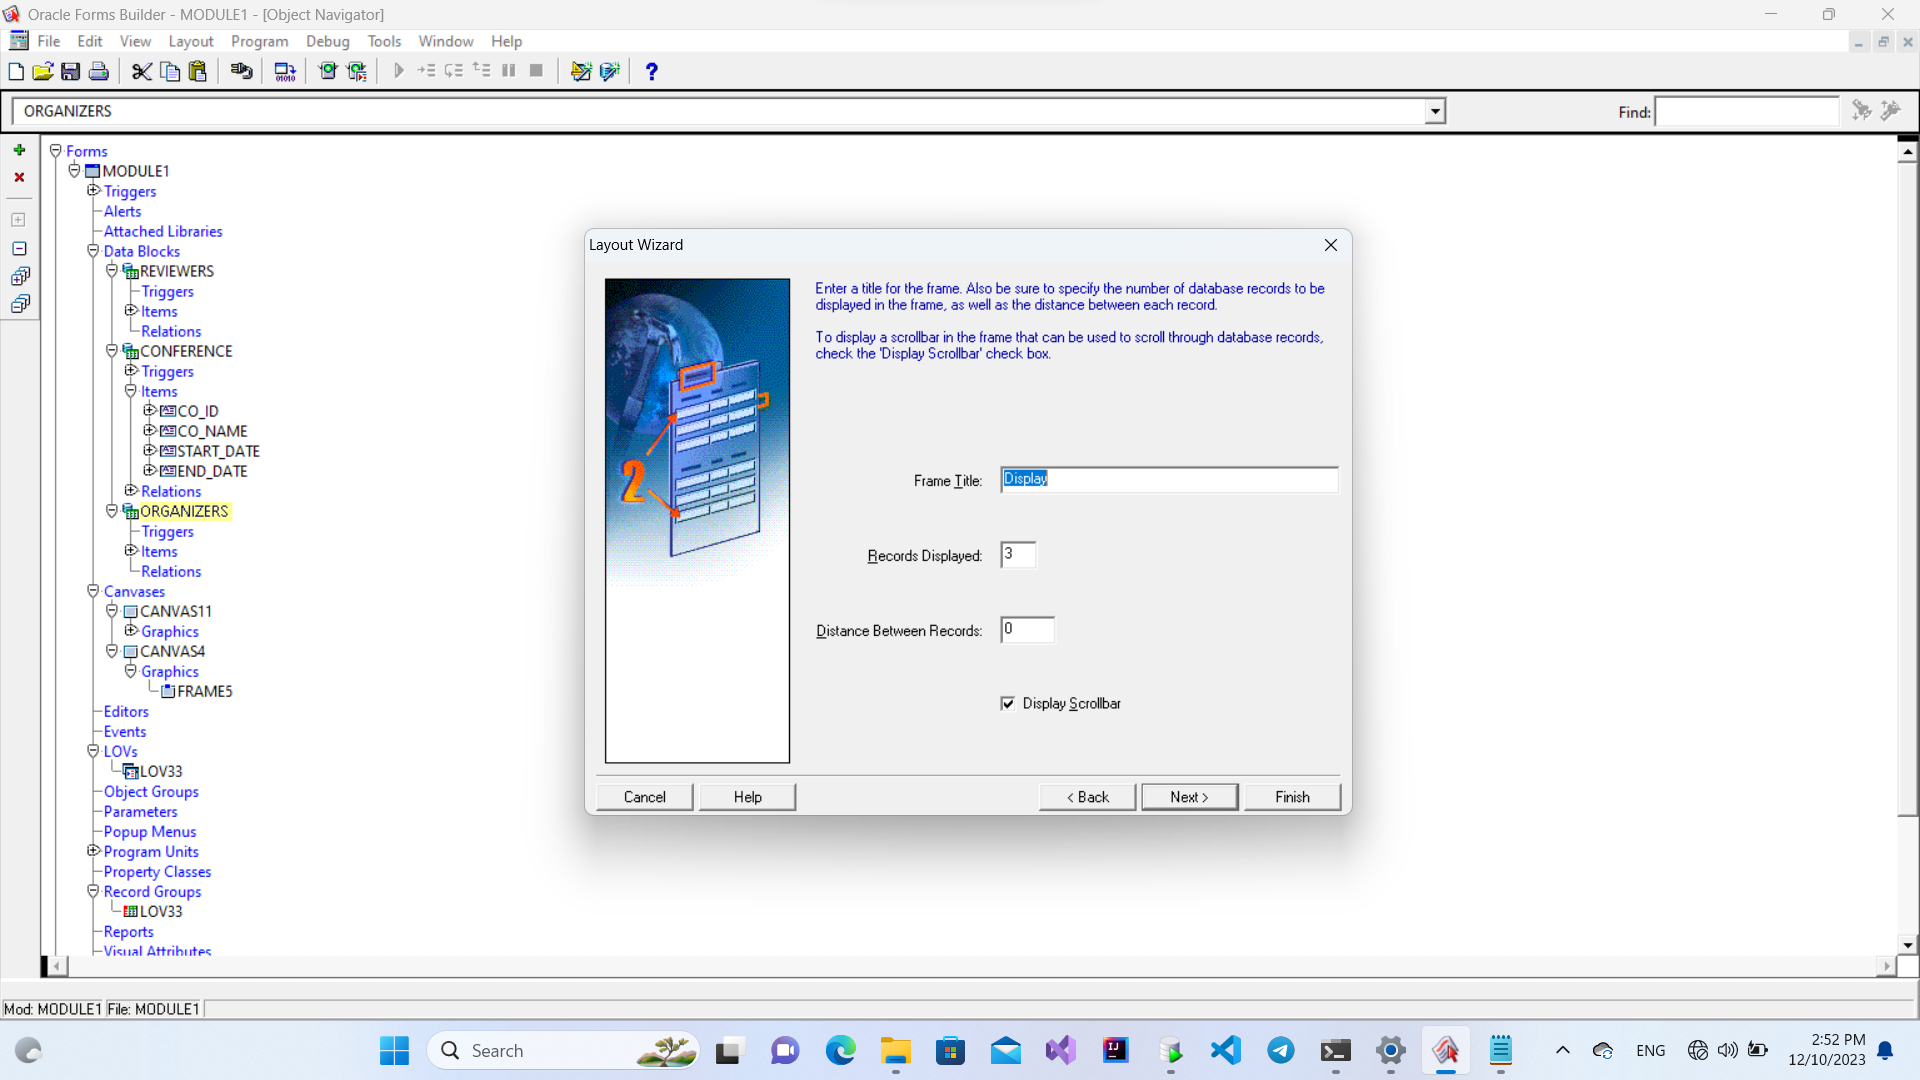 Oracle Forms Builder - MODULE1 - [Object Navigator]
File Edit View Layout Program Debug Tools Window Help
ORGANIZERS
Find:
Forms
MODULE1
Triggers
Alerts
Attached Libraries
Data Blocks
REVIEWERS
Triggers
Items
Relations
CONFERENCE
Triggers
Items
CO_ID
CO_NAME
START_DATE
END_DATE
Relations
ORGANIZERS
Triggers
Items
Relations
Canvases
CANVAS11
Graphics
CANVAS4
Graphics
FRAME5
Editors
Events
LOVs
LOV33
Object Groups
Parameters
Popup Menus
Program Units
Property Classes
Record Groups
LOV33
Reports
Visual Attributes
Layout Wizard
Enter a title for the frame. Also be sure to specify the number of database records to be
displayed in the frame, as well as the distance between each record.
To display a scrollbar in the frame that can be used to scroll through database records,
check the 'Display Scrollbar' check box.
2
Frame Title: Display
Records Displayed: 3
Distance Between Records: 0
Display Scrollbar
Cancel Help < Back Next > Finish
Mod: MODULE1 File: MODULE1
Search
ENG
2:52 PM
12/10/2023